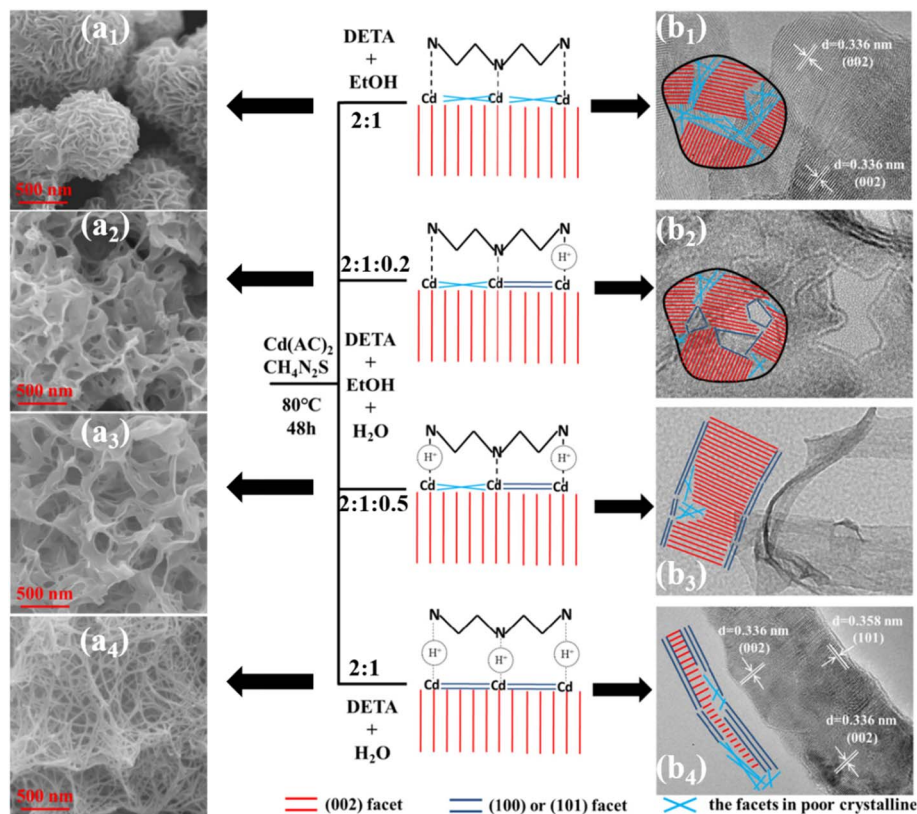 (a1)
500 nm
(a2)
500 nm
(a3)
500 nm
(a4)
500 nm
Cd(AC)2
CH4N2S
80°C
48h
DETA
+
EtOH
2:1
2:1:0.2
DETA
+
EtOH
+
H2O
2:1:0.5
2:1
DETA
+
H2O
N N N
Cd Cd Cd
N N N
H+
Cd Cd Cd
N N N
H+ H+
Cd Cd Cd
N N N
H+ H+ H+
Cd Cd Cd
(b1)
d=0.336 nm
(002)
d=0.336 nm
(002)
(b2)
(b3)
(b4)
d=0.336 nm
(002)
d=0.358 nm
(101)
d=0.336 nm
(002)
(002) facet (100) or (101) facet the facets in poor crystalline